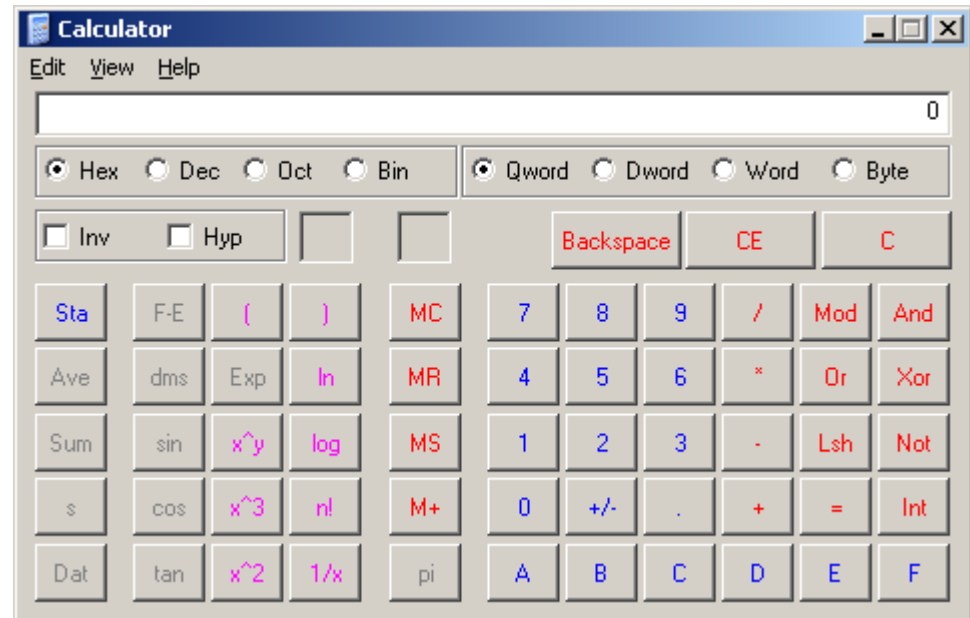 Calculator
Edit View Help
0
Hex Dec Oct Bin Qword Dword Word Byte
Inv Hyp Backspace CE C
Sta F-E ( ) MC 7 8 9 / Mod And
Ave dms Exp ln MR 4 5 6 * Or Xor
Sum sin x^y log MS 1 2 3 - Lsh Not
s cos x^3 n! M+ 0 +/- . + = Int
Dat tan x^2 1/x pi A B C D E F